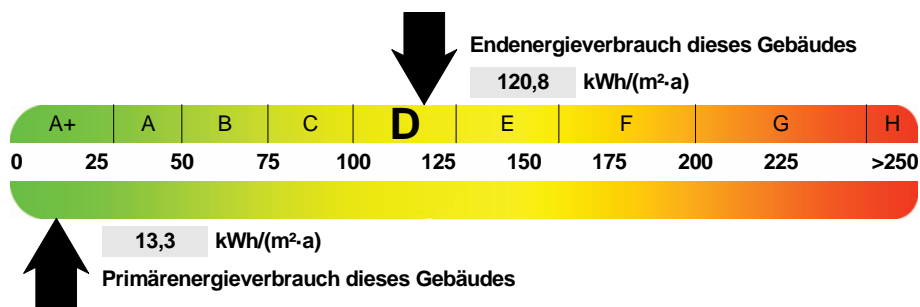 Endenergieverbrauch dieses Gebäudes
120,8 kWh/(m²·a)
A+ A B C D E F G H
0 25 50 75 100 125 150 175 200 225 >250
13,3 kWh/(m²·a)
Primärenergieverbrauch dieses Gebäudes